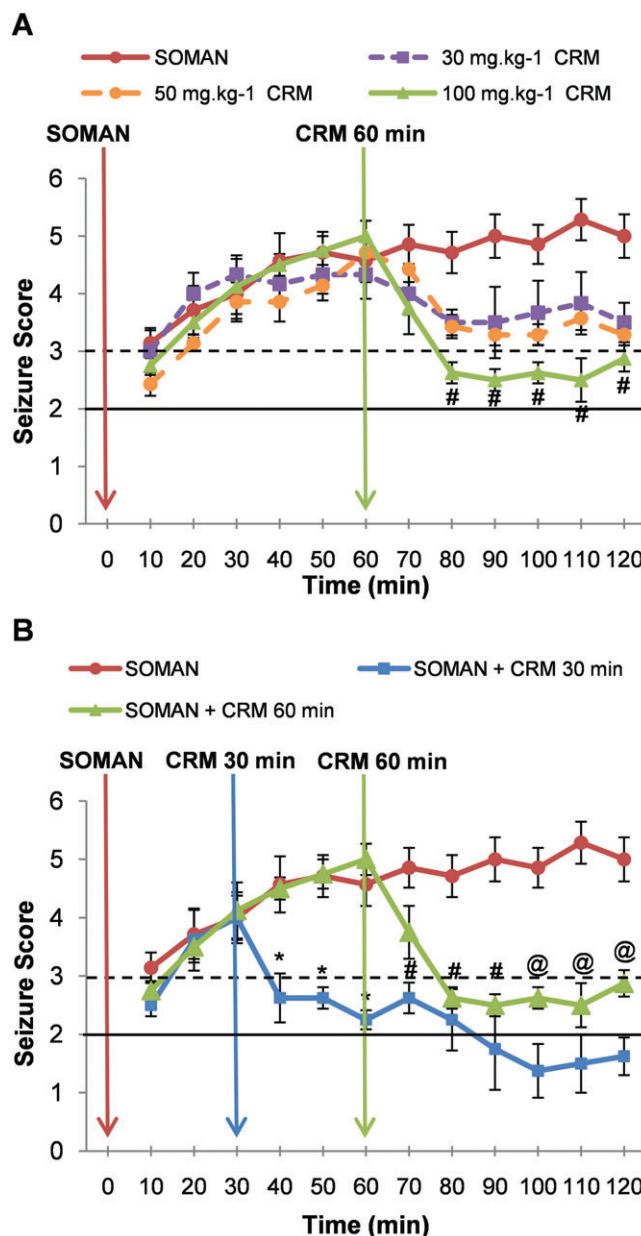 A
SOMAN
30 mg.kg-1 CRM
50 mg.kg-1 CRM
100 mg.kg-1 CRM
SOMAN
CRM 60 min
6
5
4
3
2
1
0
Seizure Score
# # # # #
0 10 20 30 40 50 60 70 80 90 100 110 120
Time (min)
B
SOMAN
SOMAN + CRM 30 min
SOMAN + CRM 60 min
SOMAN
CRM 30 min
CRM 60 min
6
5
4
3
2
1
0
Seizure Score
* * * # # # @ @ @
0 10 20 30 40 50 60 70 80 90 100 110 120
Time (min)